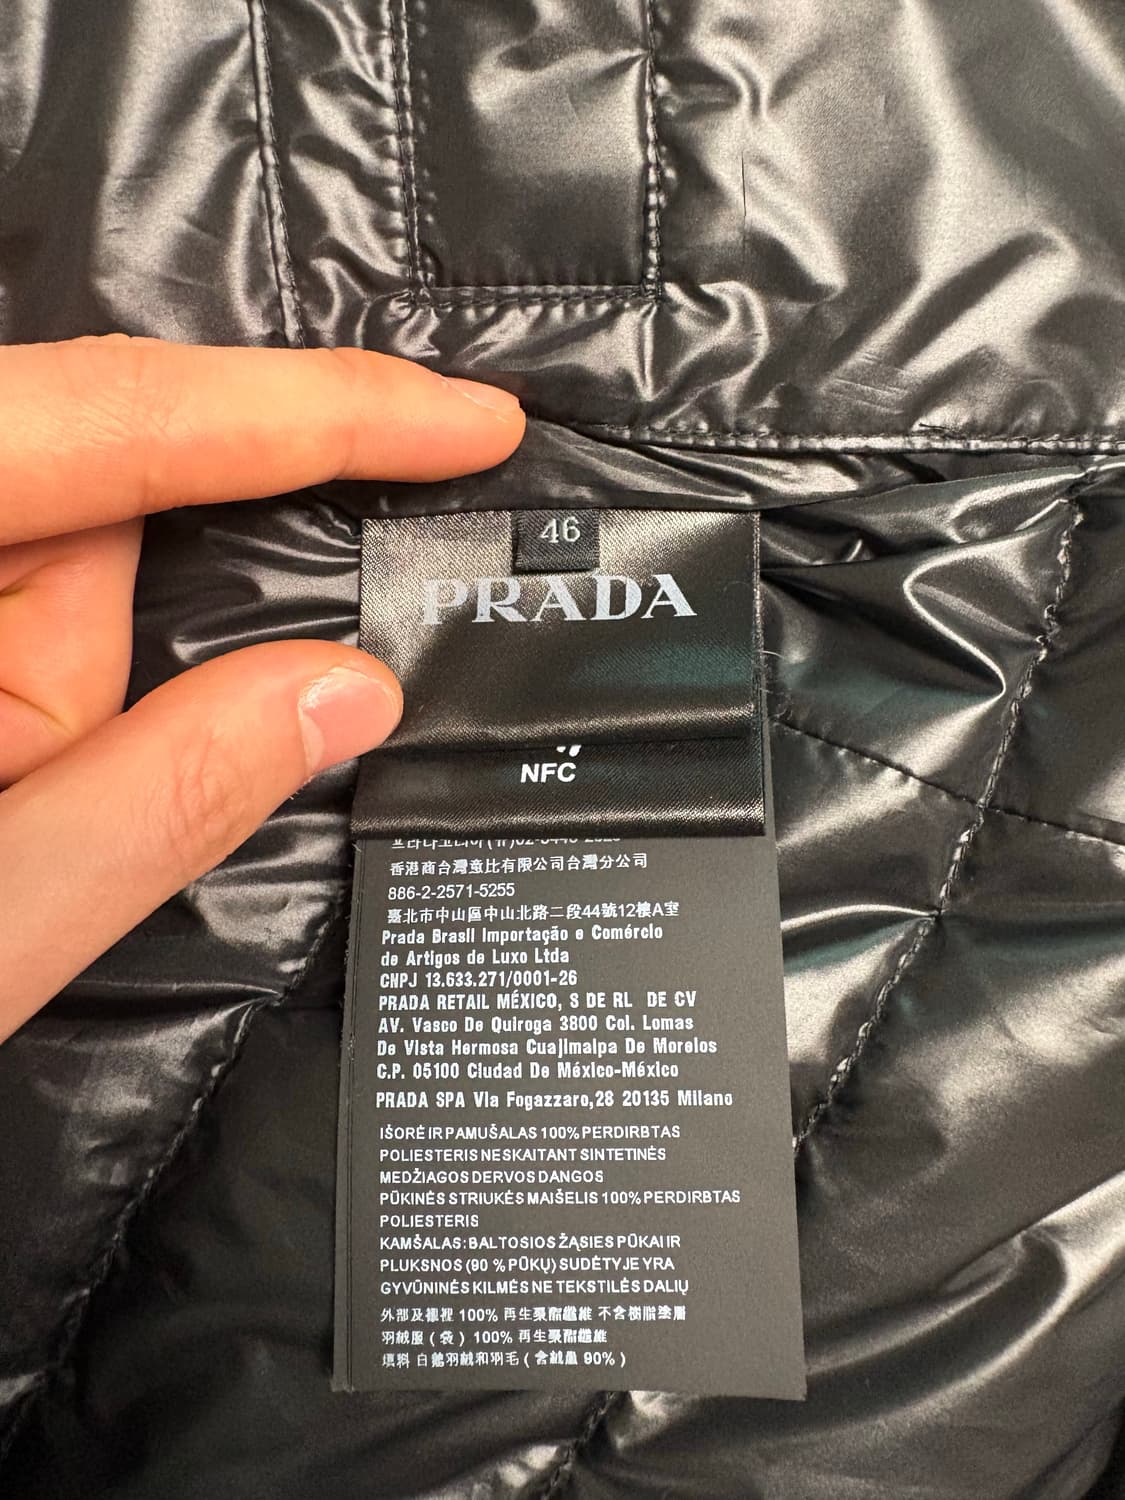 46
PRADA
NFC
香港商台灣童比有限公司台灣分公司
886-2-2571-5255
臺北市中山區中山北路二段44號12樓A室
Prada Brasil Importação e Comércio
de Artigos de Luxo Ltda
CNPJ 13.633.271/0001-26
PRADA RETAIL MÉXICO, S DE RL DE CV
AV. Vasco De Quiroga 3800 Col. Lomas
De Vista Hermosa Cuajimalpa De Morelos
C.P. 05100 Ciudad De México-México
PRADA SPA Via Fogazzaro,28 20135 Milano
IŠORĖ IR PAMUŠALAS 100% PERDIRBTAS
POLIESTERIS NESKAITANT SINTETINĖS
MEDŽIAGOS DERVOS DANGOS
PŪKINĖS STRIUKĖS MAIŠELIS 100% PERDIRBTAS
POLIESTERIS
KAMŠALAS: BALTOSIOS ŽĄSIES PŪKAI IR
PLUKSNOS (90 % PŪKŲ) SUDĖTYJE YRA
GYVŪNINĖS KILMĖS NE TEKSTILĖS DALIŲ
外部及襯裡 100% 再生聚酯纖維 不含樹脂塗層
羽絨服 ( 袋 ) 100% 再生聚酯纖維
填料 白鵝羽絨和羽毛 ( 含絨量 90% )